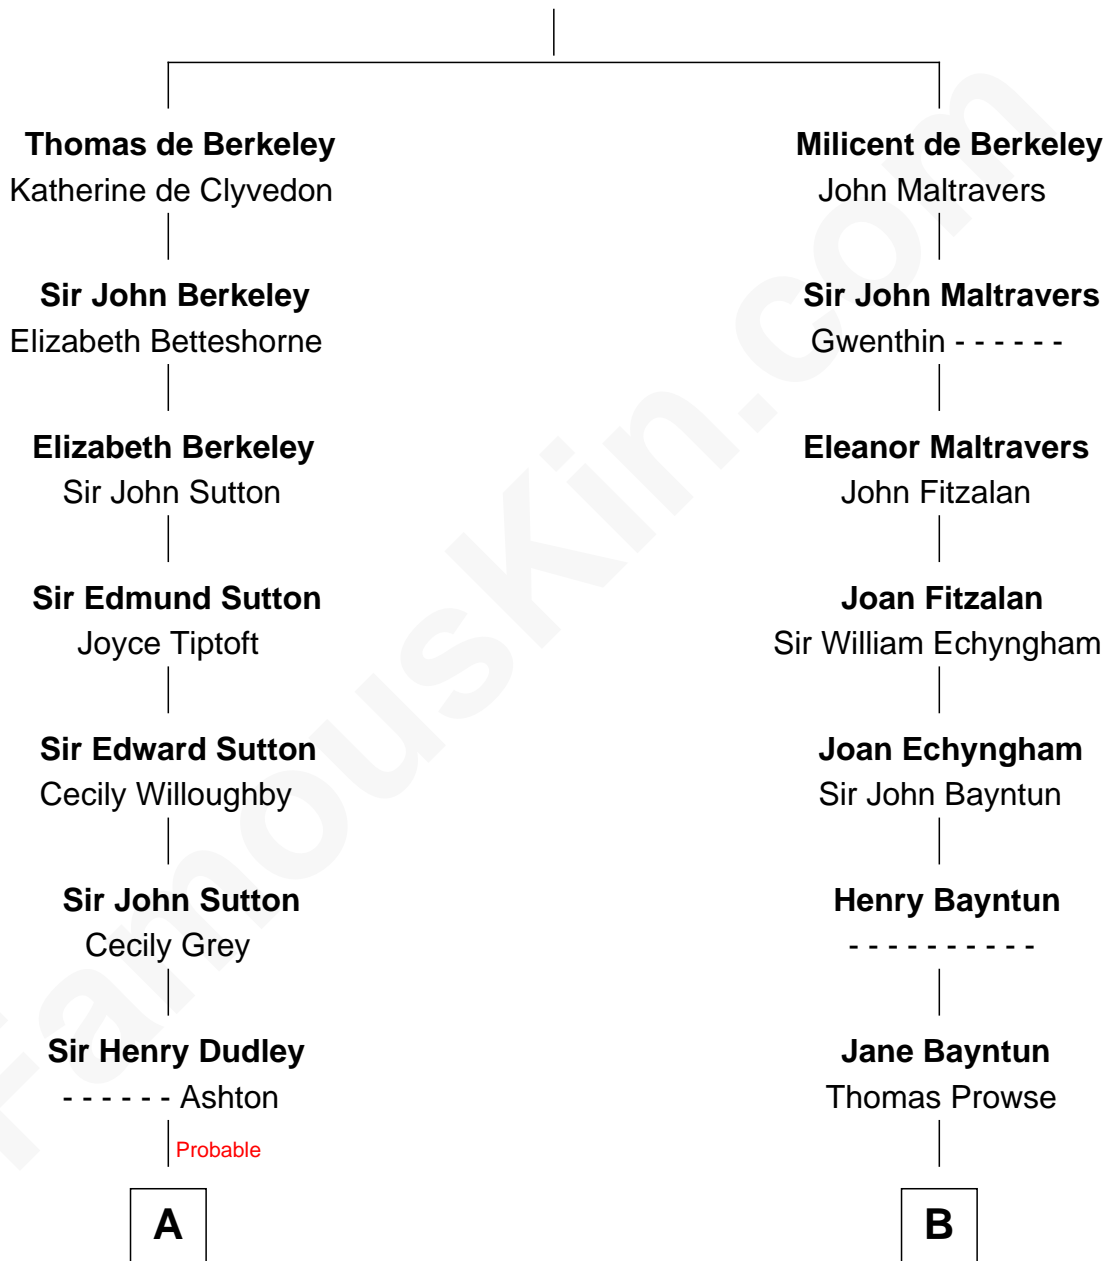 Thomas de Berkeley
Katherine de Clyvedon
Milicent de Berkeley
John Maltravers
Sir John Berkeley
Elizabeth Betteshorne
Sir John Maltravers
Gwenthin - - - - - -
Elizabeth Berkeley
Sir John Sutton
Eleanor Maltravers
John Fitzalan
Sir Edmund Sutton
Joyce Tiptoft
Joan Fitzalan
Sir William Echyngham
Sir Edward Sutton
Cecily Willoughby
Joan Echyngham
Sir John Bayntun
Sir John Sutton
Cecily Grey
Henry Bayntun
- - - - - - - - - -
Sir Henry Dudley
- - - - - - Ashton
Jane Bayntun
Thomas Prowse
Probable
A
B
FamousKin.com